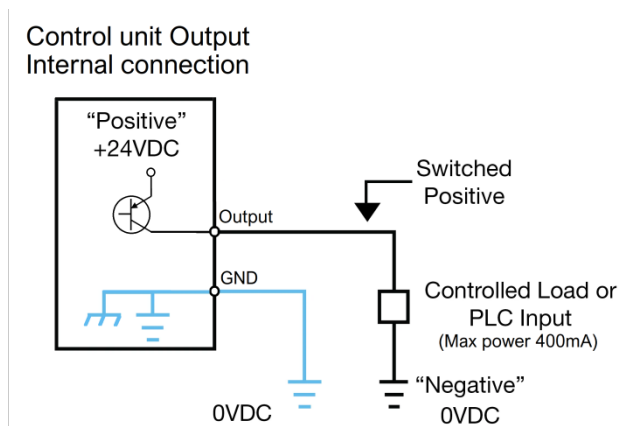 Control unit Output
Internal connection
“Positive”
+24VDC
Switched
Positive
Output
GND
Controlled Load or
PLC Input
(Max power 400mA)
“Negative”
0VDC
0VDC